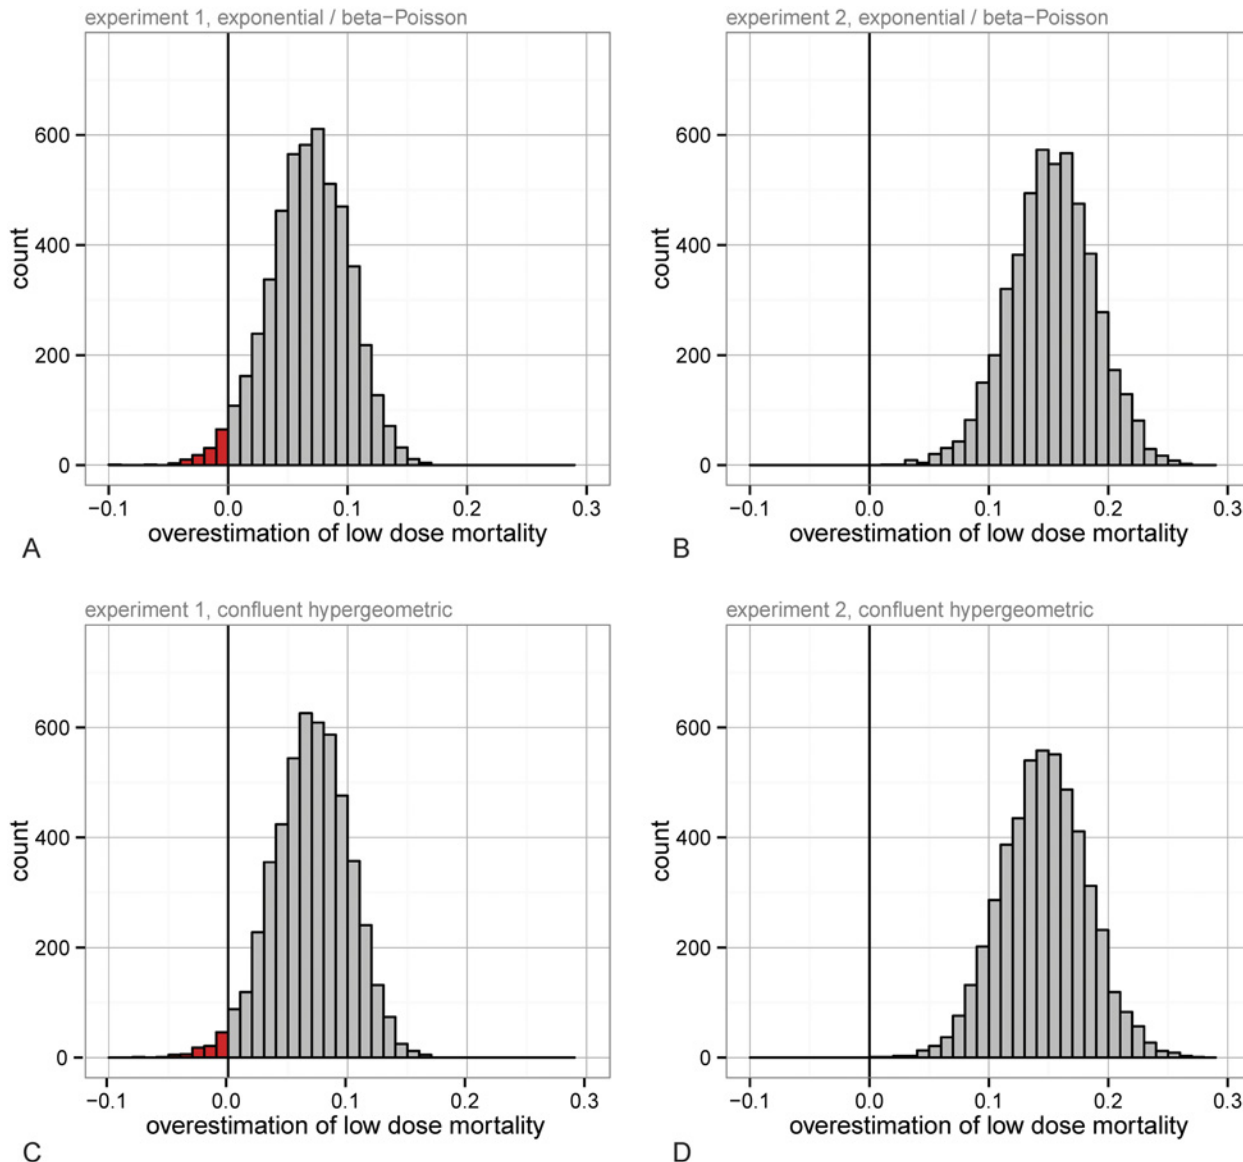 experiment 1, exponential / beta−Poisson
600
400
200
0
count
−0.1 0.0 0.1 0.2 0.3
overestimation of low dose mortality
A
experiment 2, exponential / beta−Poisson
600
400
200
0
count
−0.1 0.0 0.1 0.2 0.3
overestimation of low dose mortality
B
experiment 1, confluent hypergeometric
600
400
200
0
count
−0.1 0.0 0.1 0.2 0.3
overestimation of low dose mortality
C
experiment 2, confluent hypergeometric
600
400
200
0
count
−0.1 0.0 0.1 0.2 0.3
overestimation of low dose mortality
D